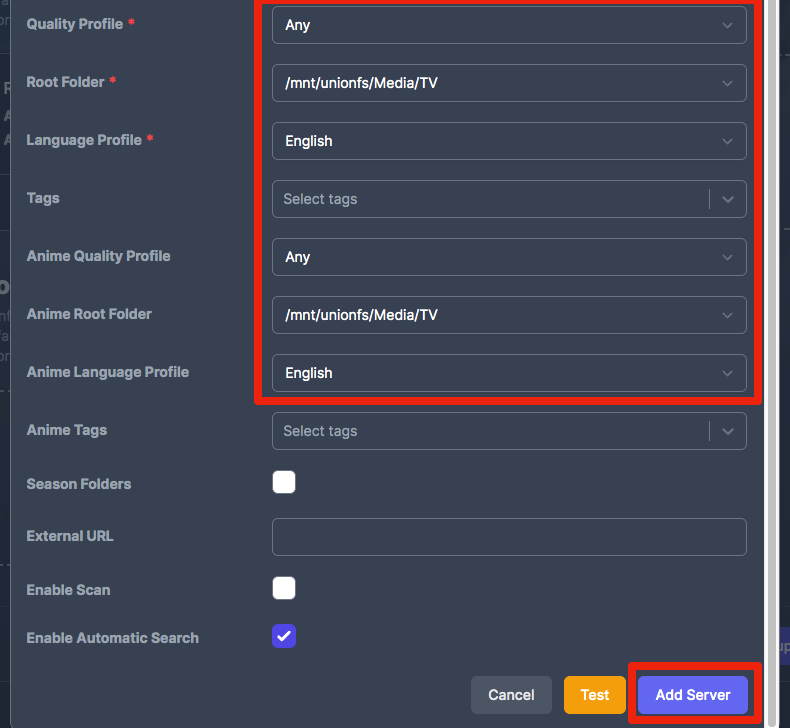 Quality Profile *
Any
Root Folder *
/mnt/unionfs/Media/TV
Language Profile *
English
Tags
Select tags
Anime Quality Profile
Any
Anime Root Folder
/mnt/unionfs/Media/TV
Anime Language Profile
English
Anime Tags
Select tags
Season Folders
External URL
Enable Scan
Enable Automatic Search
Cancel
Test
Add Server